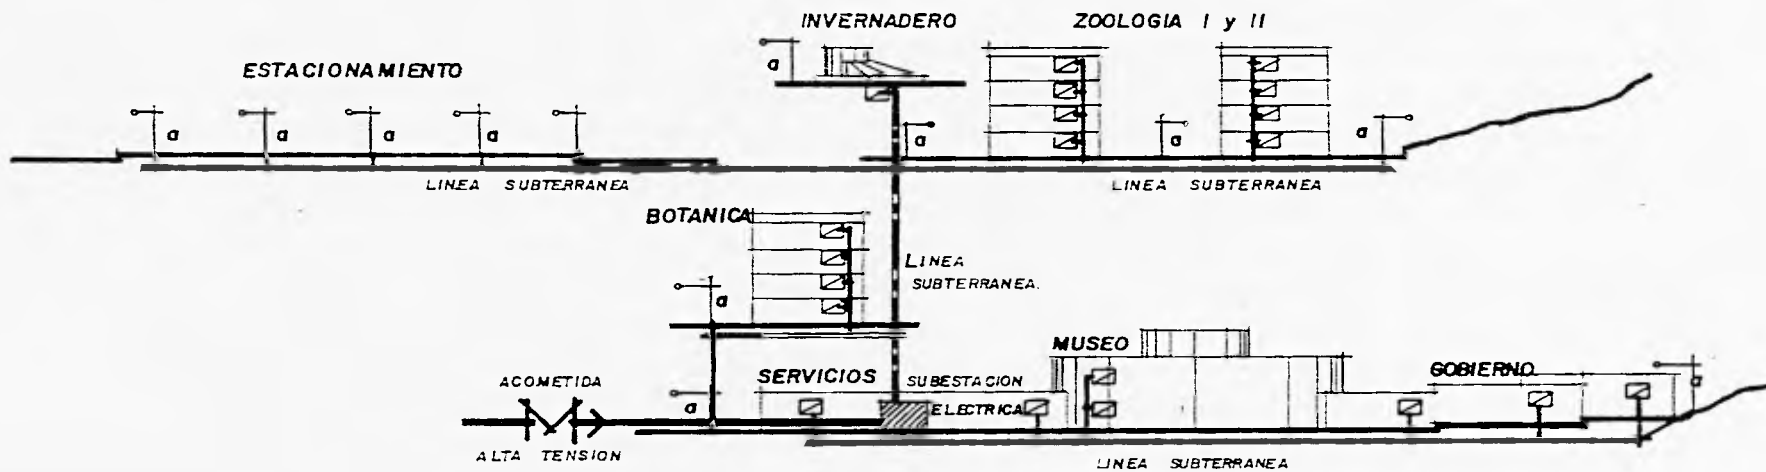 INVERNADERO
ZOOLOGIA I y II
ESTACIONAMIENTO
a
a
a
a
a
a
a
a
LINEA SUBTERRANEA
LINEA SUBTERRANEA
BOTANICA
LINEA
SUBTERRANEA.
a
MUSEO
GOBIERNO
ACOMETIDA
SERVICIOS
SUBESTACION
ELECTRICA
a
a
ALTA TENSION
LINEA SUBTERRANEA